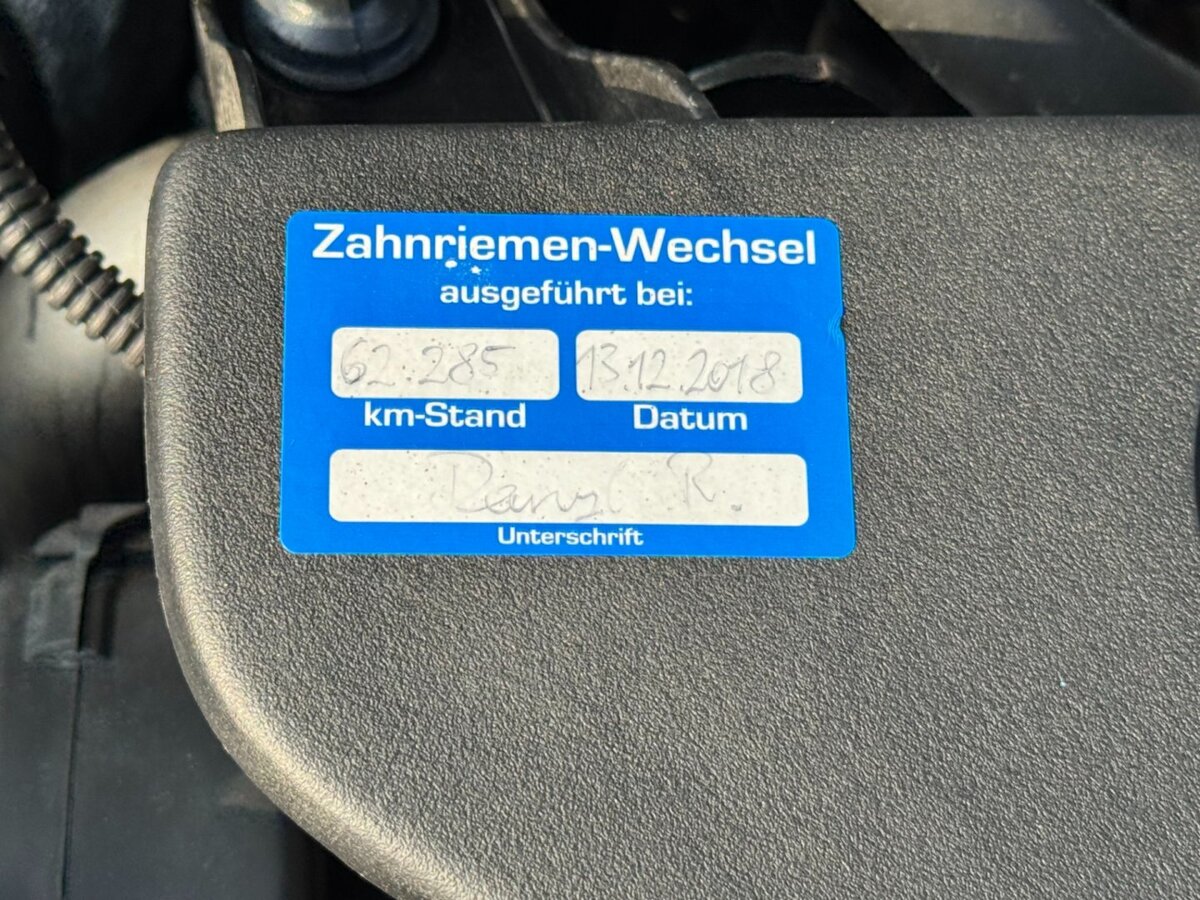 Zahnriemen-Wechsel
ausgeführt bei:
62.285 13.12.2018
km-Stand Datum
R.
Unterschrift